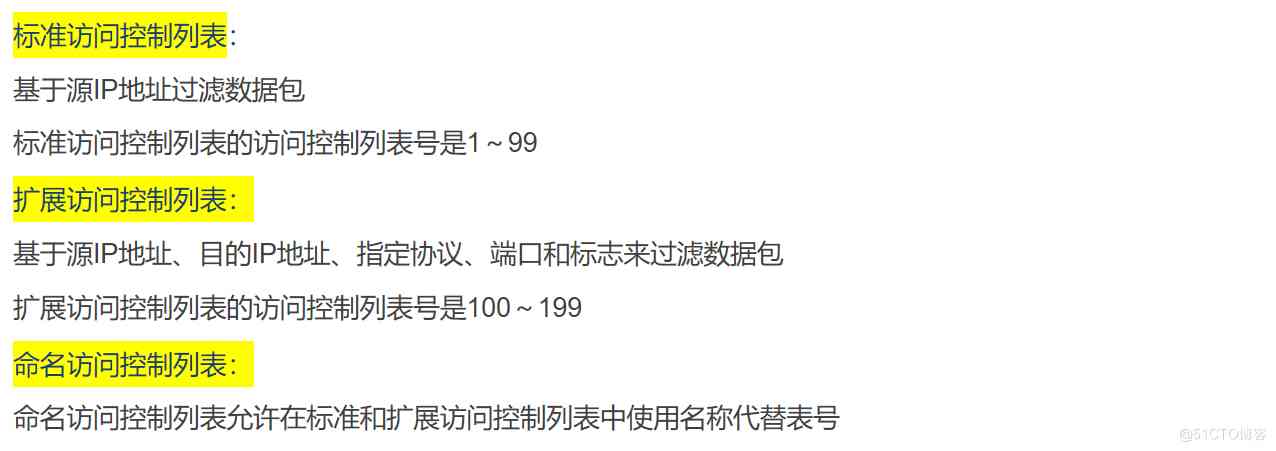 标准访问控制列表：
基于源IP地址过滤数据包
标准访问控制列表的访问控制列表号是1～99
扩展访问控制列表：
基于源IP地址、目的IP地址、指定协议、端口和标志来过滤数据包
扩展访问控制列表的访问控制列表号是100～199
命名访问控制列表：
命名访问控制列表允许在标准和扩展访问控制列表中使用名称代替表号
@51CTO博客